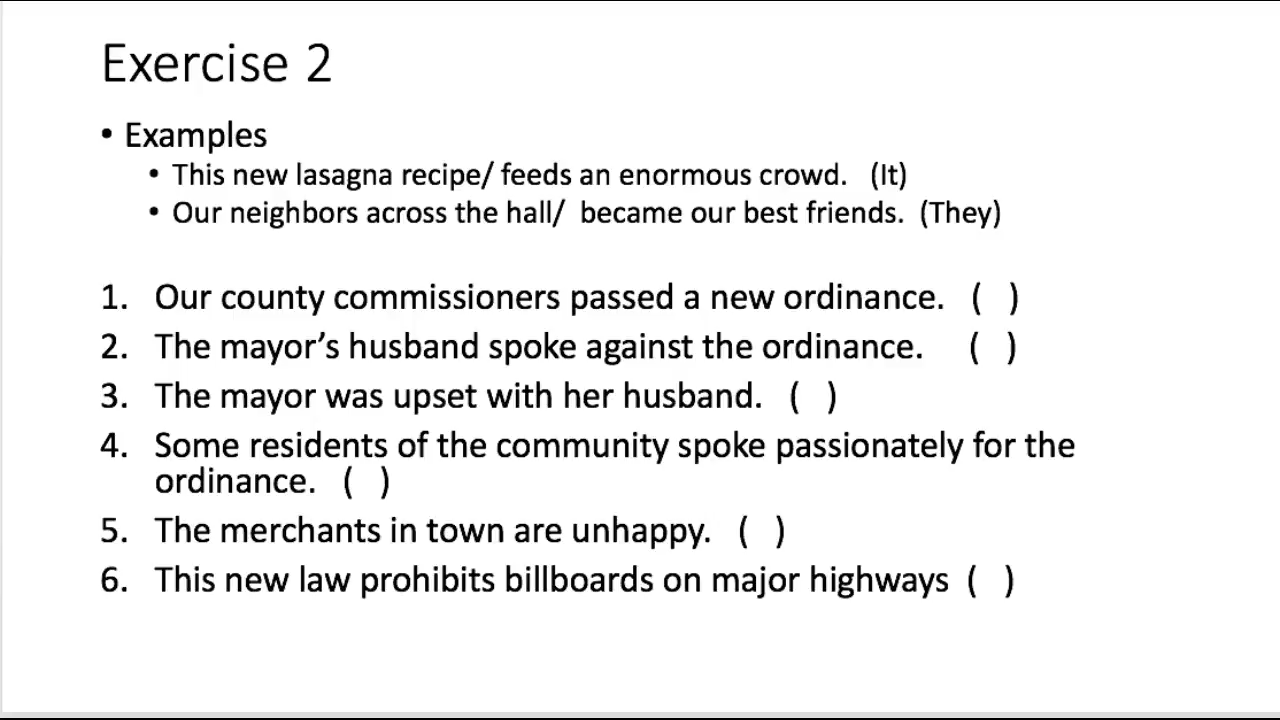 Exercise 2
• Examples
• This new lasagna recipe/ feeds an enormous crowd. (It)
• Our neighbors across the hall/ became our best friends. (They)
1. Our county commissioners passed a new ordinance. ( )
2. The mayor’s husband spoke against the ordinance. ( )
3. The mayor was upset with her husband. ( )
4. Some residents of the community spoke passionately for the
ordinance. ( )
5. The merchants in town are unhappy. ( )
6. This new law prohibits billboards on major highways ( )